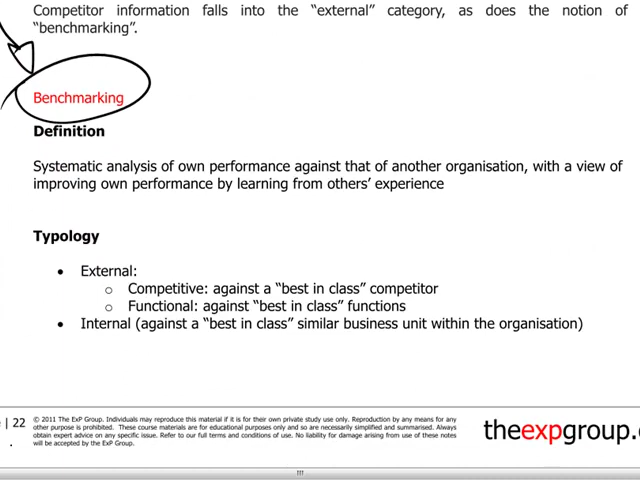 Competitor information falls into the “external” category, as does the notion of
“benchmarking”.
Benchmarking
Definition
Systematic analysis of own performance against that of another organisation, with a view of
improving own performance by learning from others’ experience
Typology
• External:
o Competitive: against a “best in class” competitor
o Functional: against “best in class” functions
• Internal (against a “best in class” similar business unit within the organisation)
| 22
© 2011 The ExP Group. Individuals may reproduce this material if it is for their own private study use only. Reproduction by any means for any
other purpose is prohibited. These course materials are for educational purposes only and so are necessarily simplified and summarised. Always
obtain expert advice on any specific issue. Refer to our full terms and conditions of use. No liability for damage arising from use of these notes
will be accepted by the ExP Group.
theexpgroup.